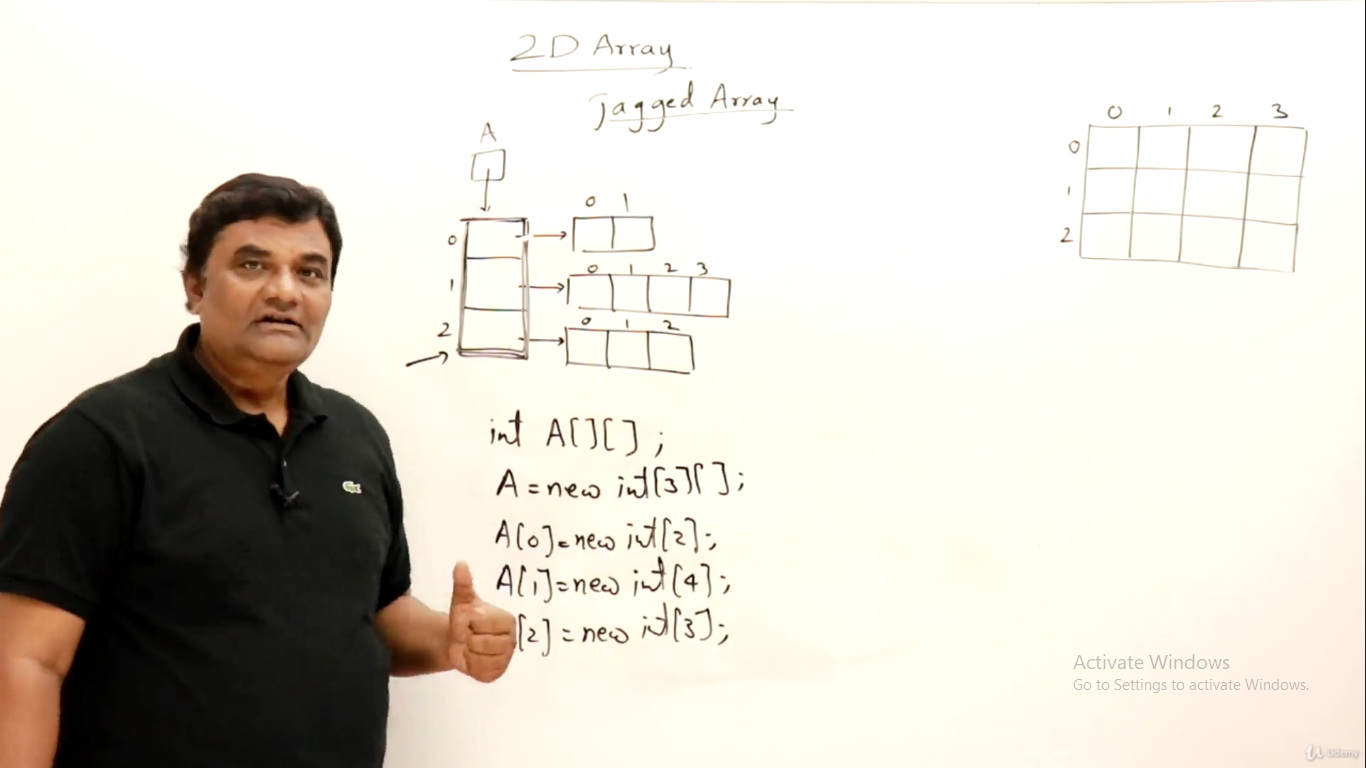 2D Array
Jagged Array
A
0 1
0
0 1 2 3
1
0 1 2
2
int A[][];
A=new int[3][];
A[0]=new int[2];
A[1]=new int[4];
[2]=new int[3];
0 1 2 3
0
1
2
Activate Windows
Go to Settings to activate Windows.
Udemy